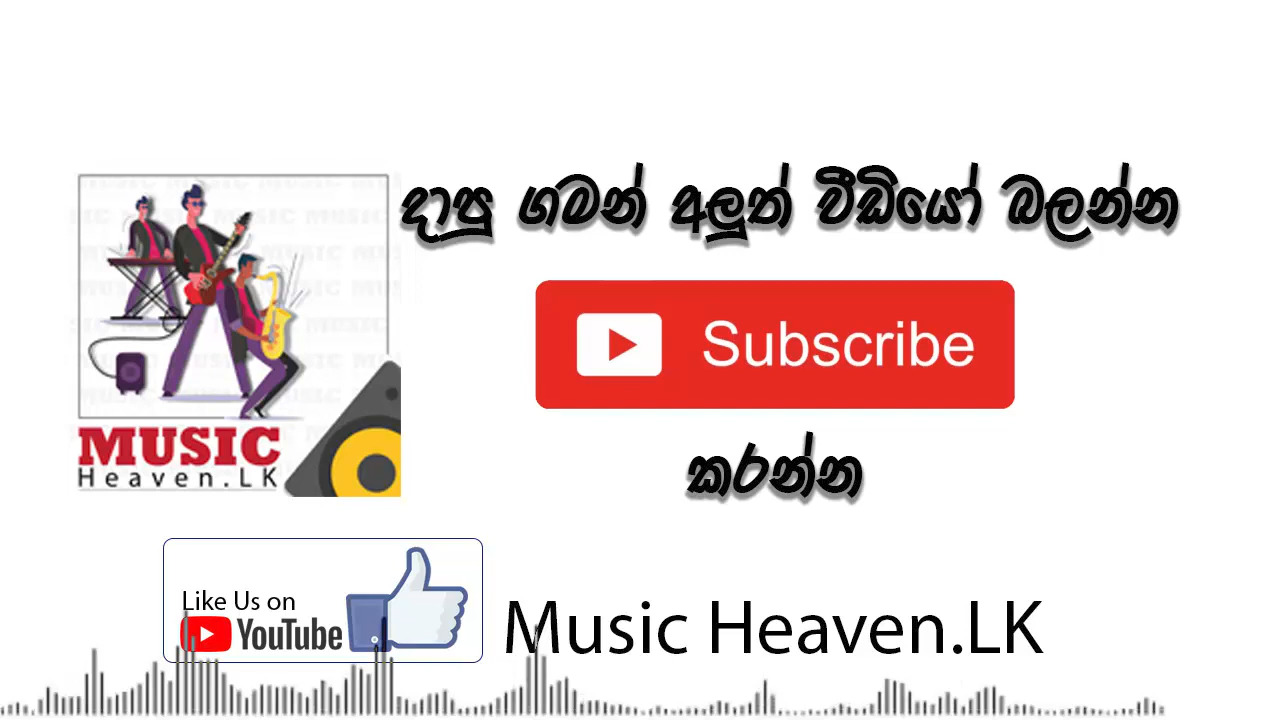 දාපු ගමන් අලුත් වීඩියෝ බලන්න
Subscribe
කරන්න
MUSIC
Heaven.LK
Like Us on
YouTube
Music Heaven.LK